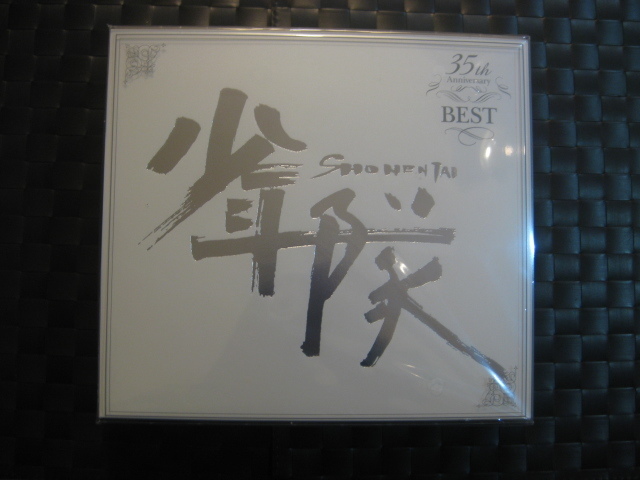 35th
Anniversary
BEST
少年隊
SHONENTAI